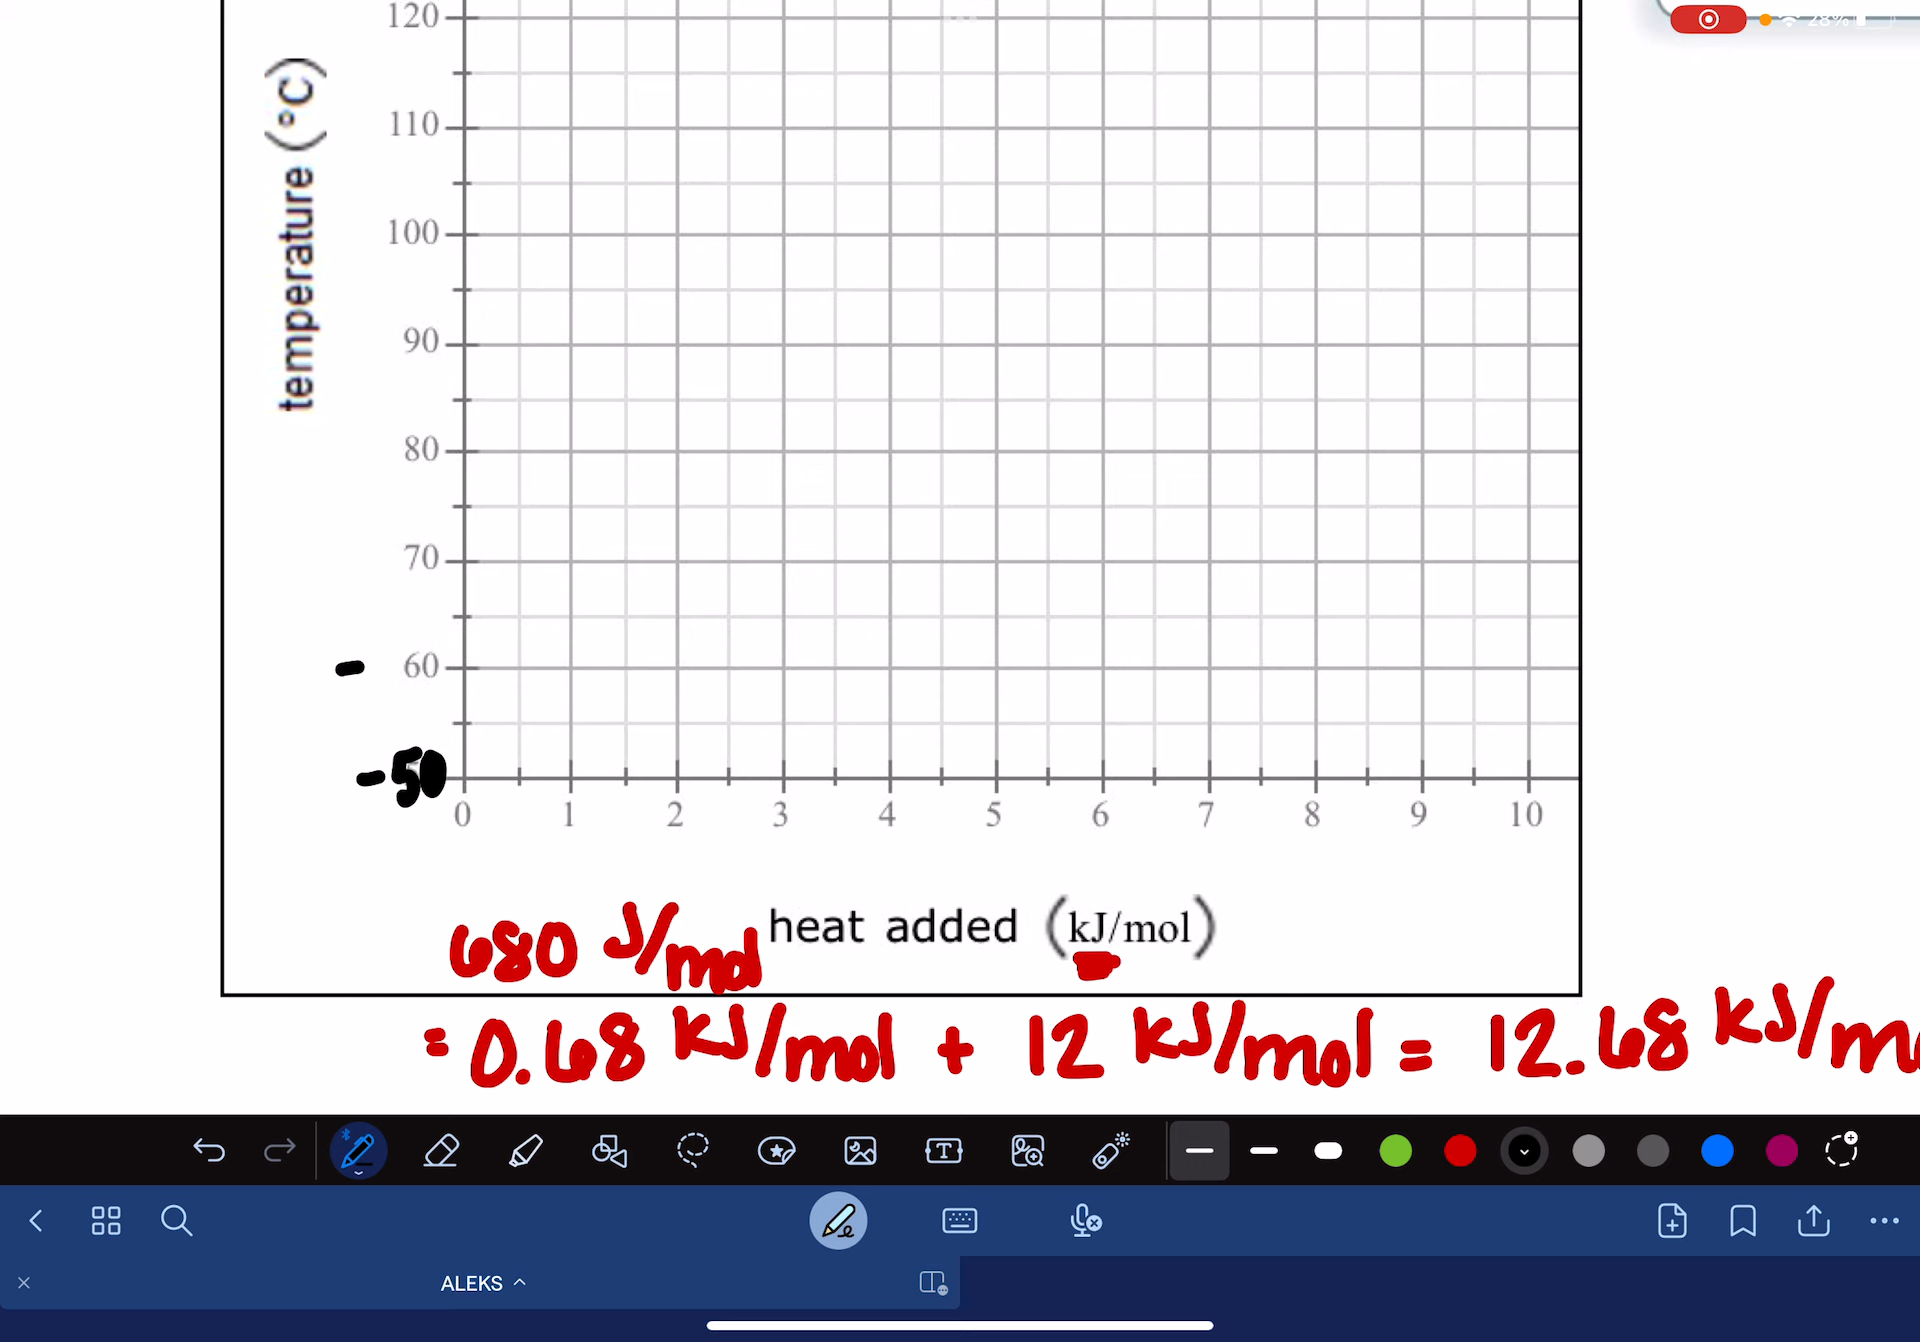 120
28%
temperature (°C)
110
100
90
80
70
- 60
-50
0 1 2 3 4 5 6 7 8 9 10
heat added (kJ/mol)
680 J/mol
= 0.68 kJ/mol + 12 kJ/mol = 12.68 kJ/m
T
ALEKS